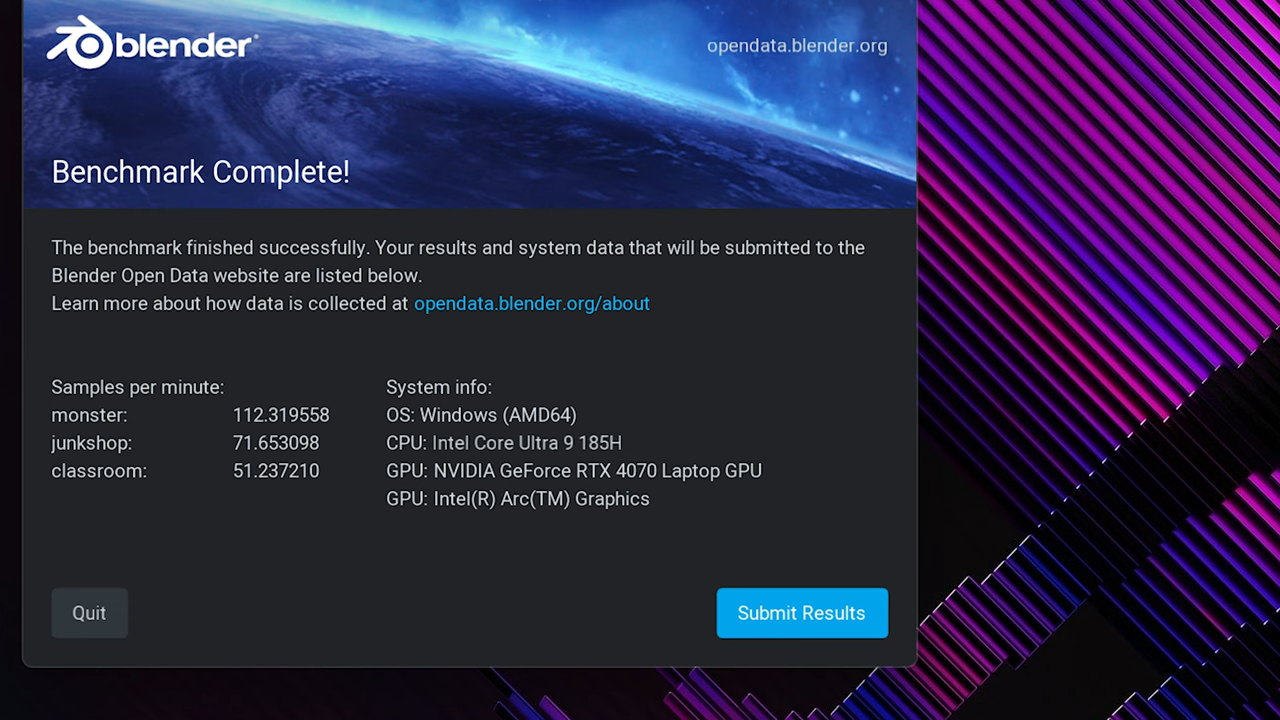 blender
opendata.blender.org
Benchmark Complete!
The benchmark finished successfully. Your results and system data that will be submitted to the
Blender Open Data website are listed below.
Learn more about how data is collected at opendata.blender.org/about
Samples per minute:
monster: 112.319558
junkshop: 71.653098
classroom: 51.237210
System info:
OS: Windows (AMD64)
CPU: Intel Core Ultra 9 185H
GPU: NVIDIA GeForce RTX 4070 Laptop GPU
GPU: Intel(R) Arc(TM) Graphics
Quit
Submit Results